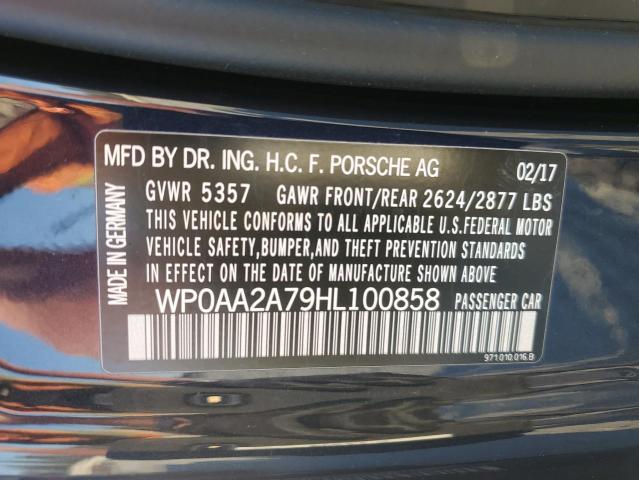 MFD BY DR. ING. H.C. F. PORSCHE AG 02/17
GVWR 5357 GAWR FRONT/REAR 2624/2877 LBS
THIS VEHICLE CONFORMS TO ALL APPLICABLE U.S.FEDERAL MOTOR
VEHICLE SAFETY,BUMPER,AND THEFT PREVENTION STANDARDS
IN EFFECT ON THE DATE OF MANUFACTURE SHOWN ABOVE
WP0AA2A79HL100858 PASSENGER CAR
971.010.016.B
MADE IN GERMANY